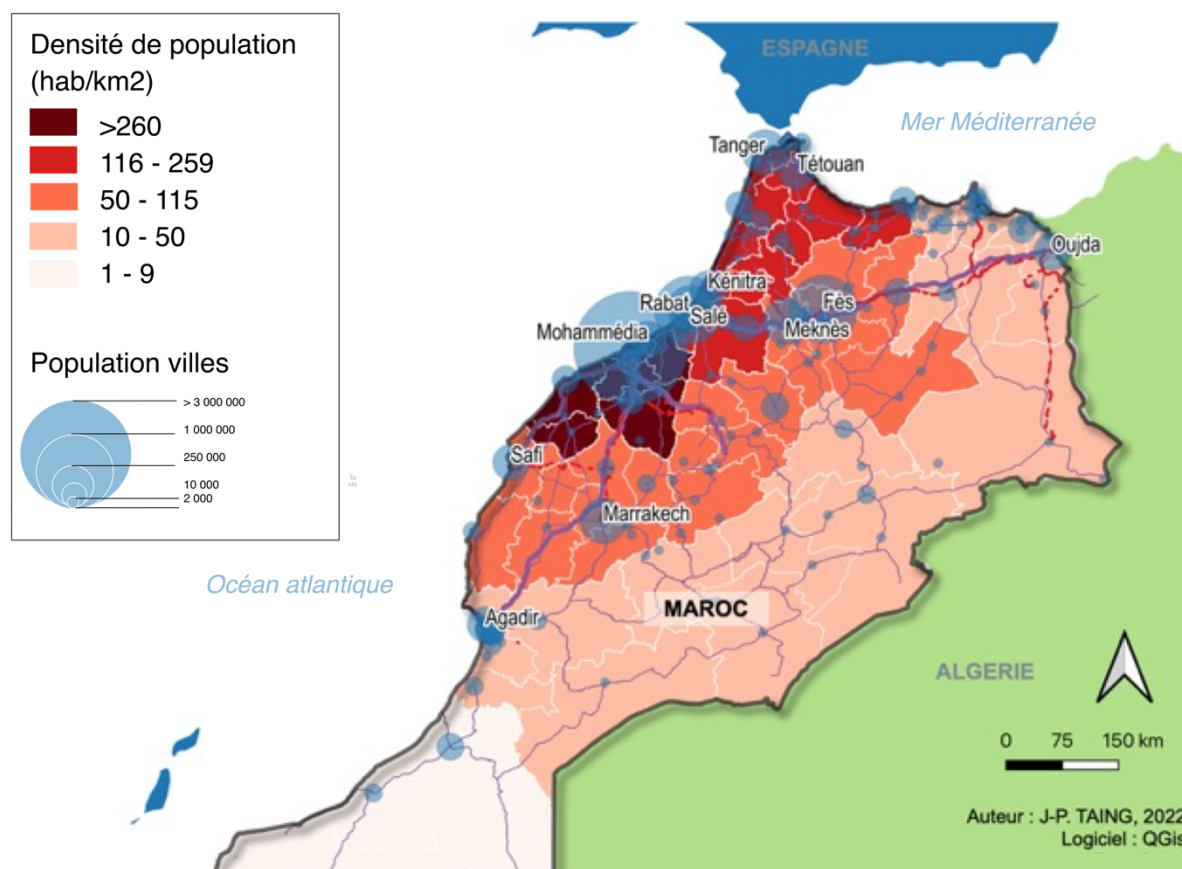 Densité de population
(hab/km2)
>260
116 - 259
50 - 115
10 - 50
1 - 9
Population villes
> 3 000 000
1 000 000
250 000
10 000
2 000
ESPAGNE
Mer Méditerranée
Tanger
Tétouan
Oujda
Kénitra
Rabat
Salé
Fès
Meknès
Mohammédia
Safi
Marrakech
Océan atlantique
Agadir
MAROC
ALGERIE
0 75 150 km
Auteur : J-P. TAING, 2022
Logiciel : QGis